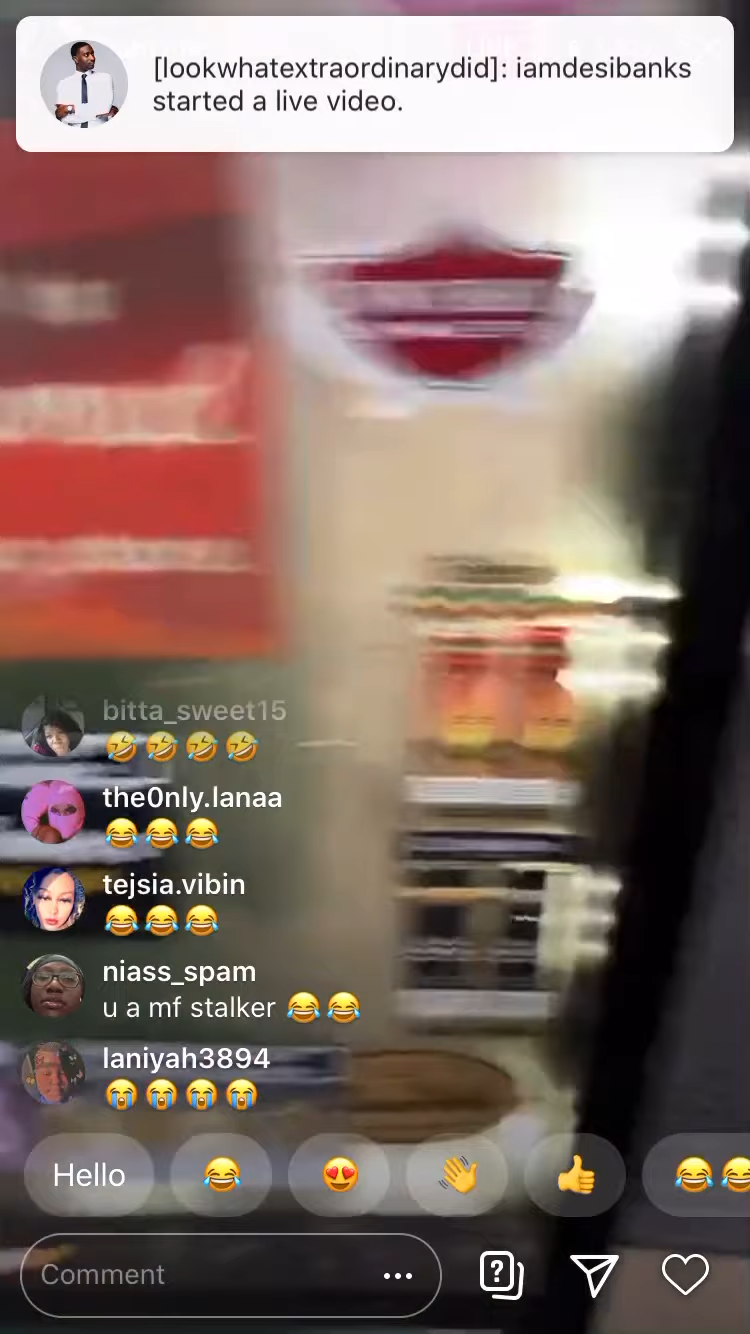 [lookwhatextraordinarydid]: iamdesibanks
started a live video.
bitta_sweet15
🤣🤣🤣🤣
the0nly.lanaa
😂😂😂
tejsia.vibin
😂😂😂
niass_spam
u a mf stalker 😂😂
laniyah3894
😭😭😭😭
Hello 😂 😍 👋 👍 😂😂
Comment